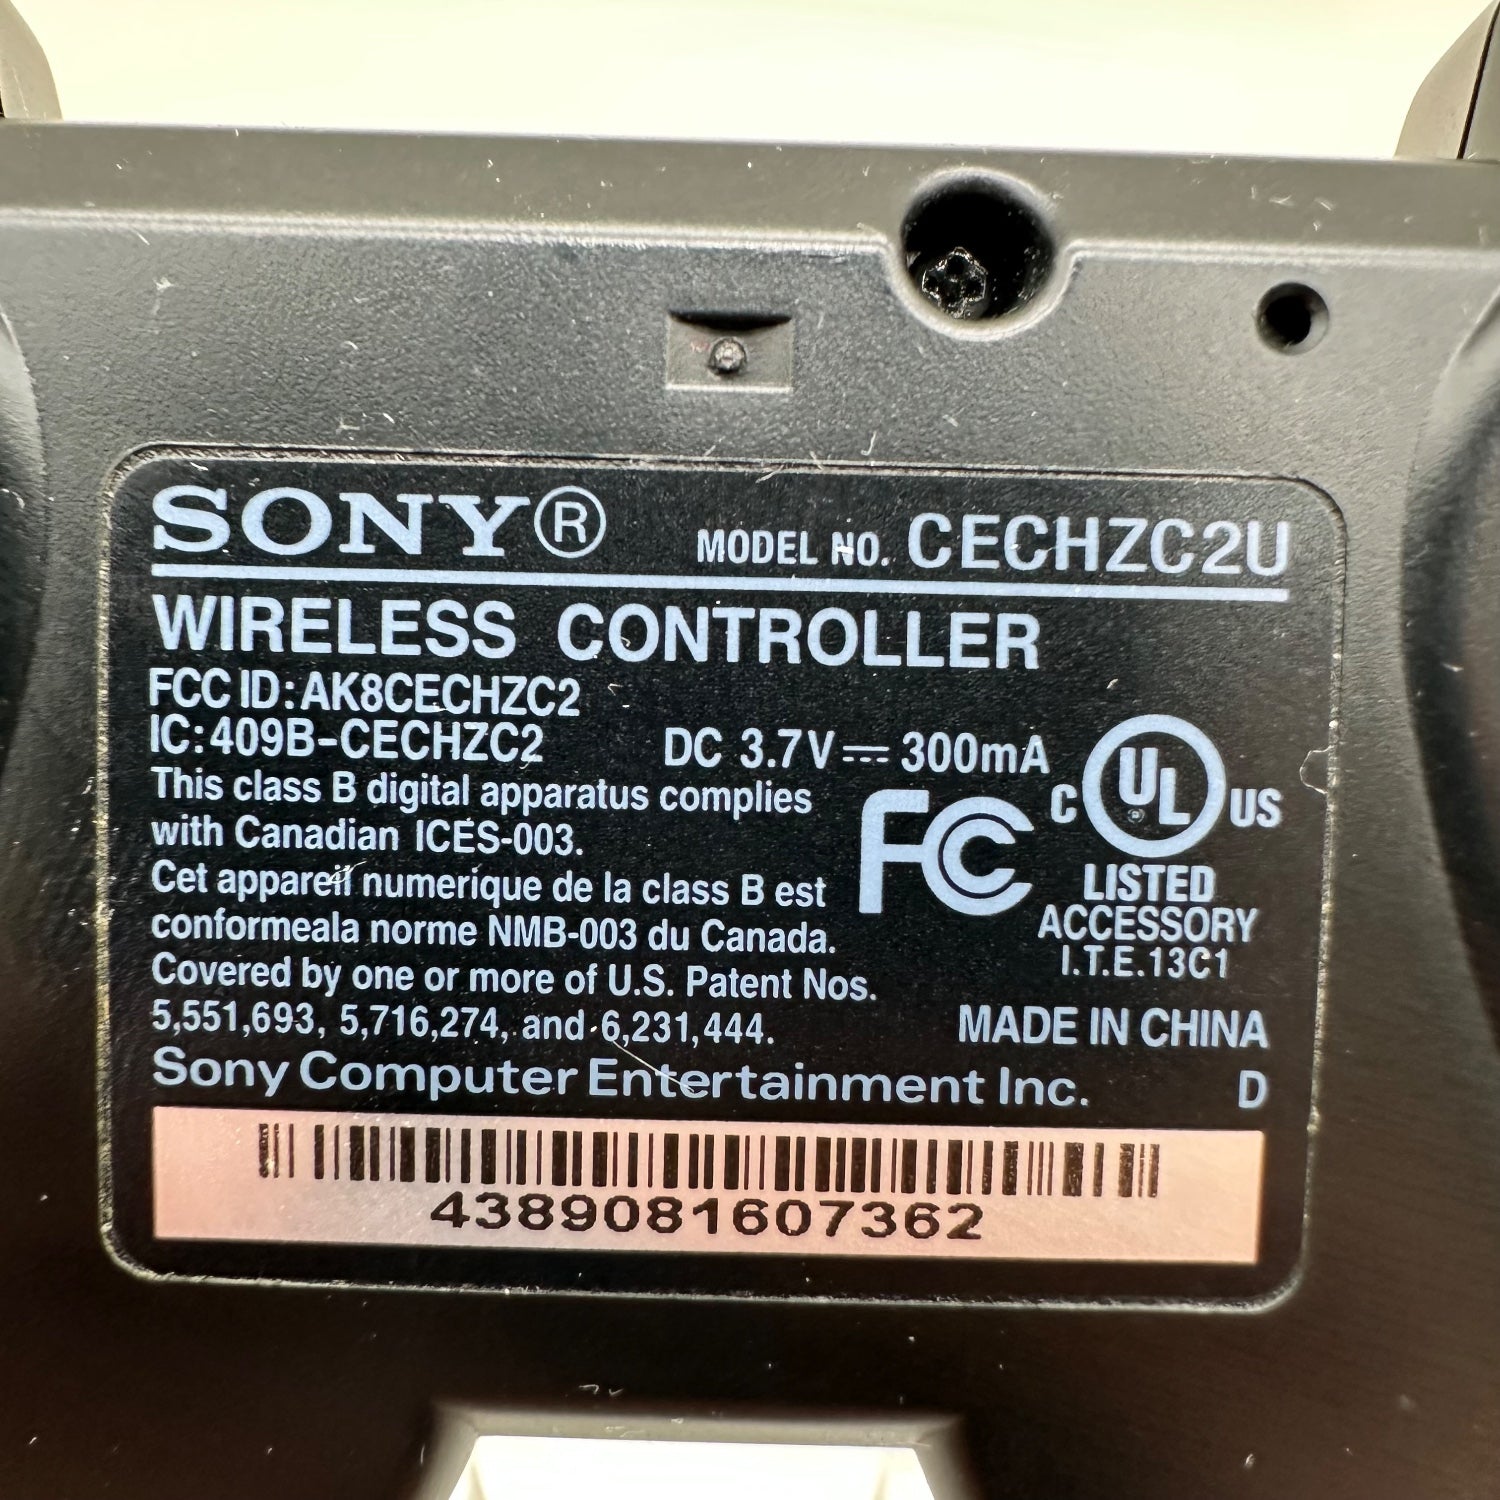 SONY®
MODEL NO. CECHZC2U
WIRELESS CONTROLLER
FCC ID:AK8CECHZC2
IC:409B-CECHZC2
DC 3.7V⎓300mA
This class B digital apparatus complies
with Canadian ICES-003.
Cet appareil numerique de la class B est
conformeala norme NMB-003 du Canada.
Covered by one or more of U.S. Patent Nos.
5,551,693, 5,716,274, and 6,231,444.
Sony Computer Entertainment Inc.
FC
C UL US
LISTED
ACCESSORY
I.T.E.13C1
MADE IN CHINA
D
4389081607362